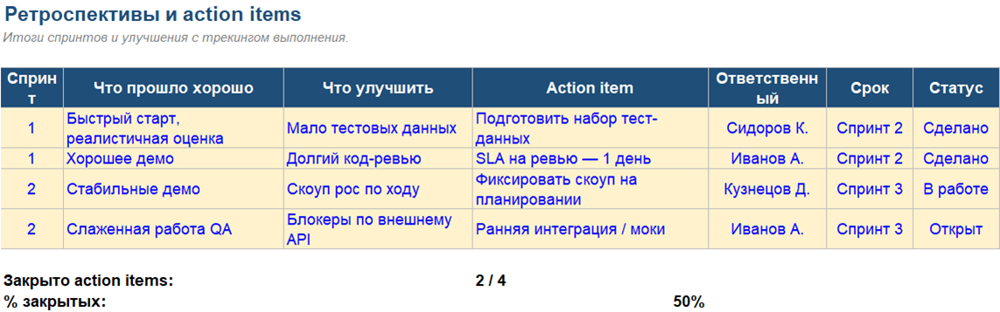 Ретроспективы и action items
Итоги спринтов и улучшения с трекингом выполнения.
Спринт Что прошло хорошо Что улучшить Action item Ответственный Срок Статус
1 Быстрый старт, реалистичная оценка Мало тестовых данных Подготовить набор тест-данных Сидоров К. Спринт 2 Сделано
1 Хорошее демо Долгий код-ревью SLA на ревью — 1 день Иванов А. Спринт 2 Сделано
2 Стабильные демо Скоуп рос по ходу Фиксировать скоуп на планировании Кузнецов Д. Спринт 3 В работе
2 Слаженная работа QA Блокеры по внешнему API Ранняя интеграция / моки Иванов А. Спринт 3 Открыт
Закрыто action items: 2 / 4
% закрытых: 50%